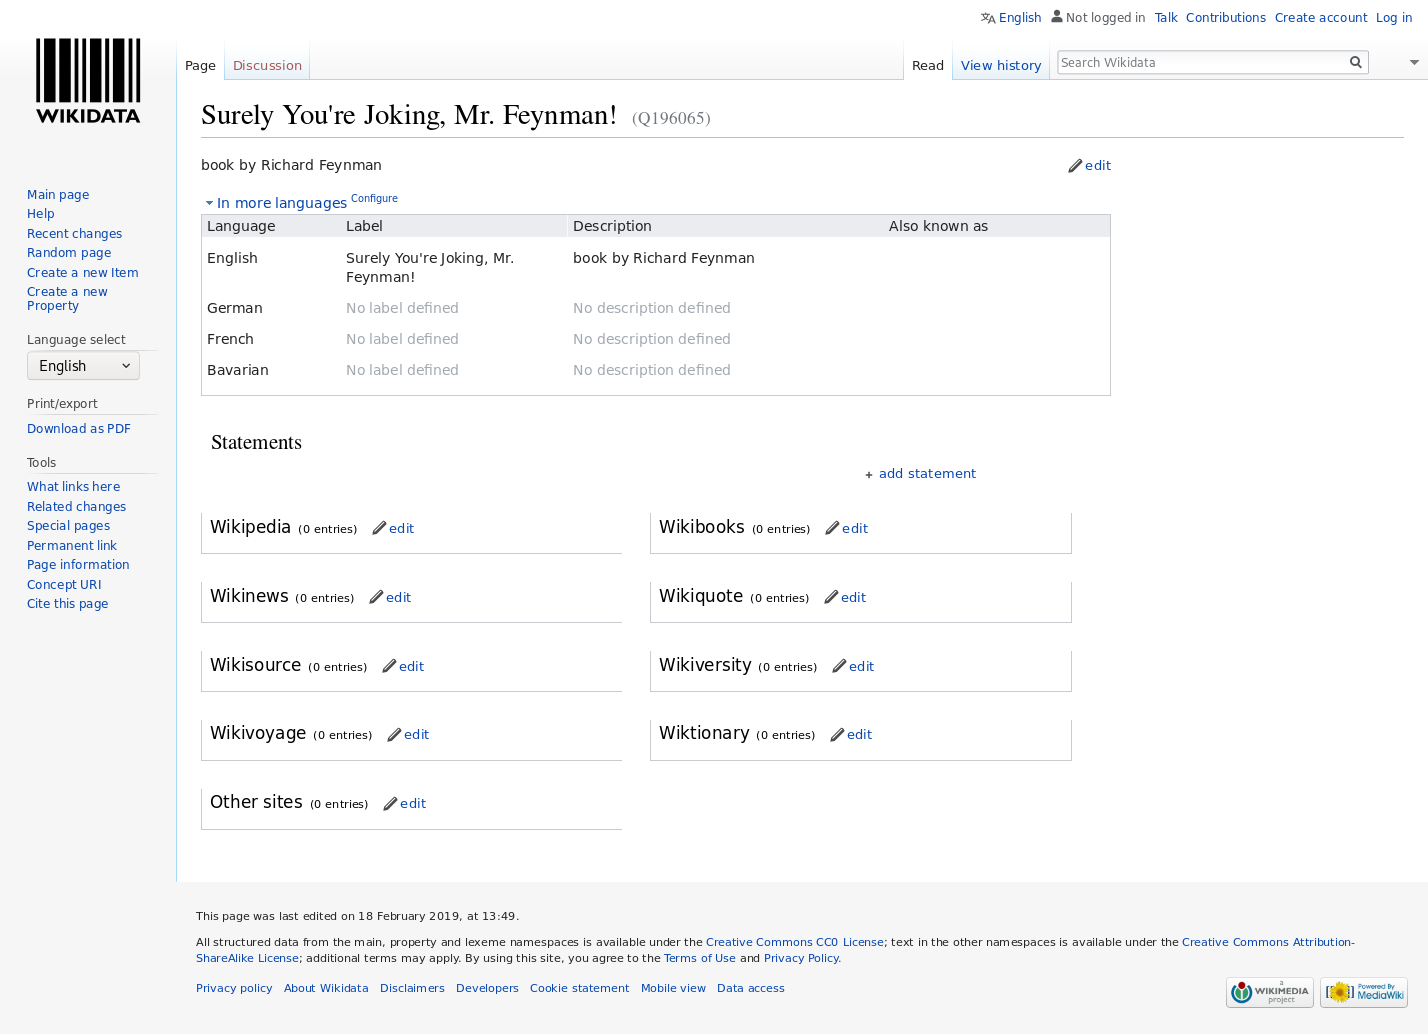 English Not logged in Talk Contributions Create account Log in
WIKIDATA
Page Discussion Read View history Search Wikidata
Surely You're Joking, Mr. Feynman! (Q196065)
book by Richard Feynman edit
In more languages Configure
Language Label Description Also known as
English Surely You're Joking, Mr. book by Richard Feynman
Feynman!
German No label defined No description defined
French No label defined No description defined
Bavarian No label defined No description defined
Statements
+ add statement
Wikipedia (0 entries) edit Wikibooks (0 entries) edit
Wikinews (0 entries) edit Wikiquote (0 entries) edit
Wikisource (0 entries) edit Wikiversity (0 entries) edit
Wikivoyage (0 entries) edit Wiktionary (0 entries) edit
Other sites (0 entries) edit
Main page
Help
Recent changes
Random page
Create a new Item
Create a new
Property
Language select
English
Print/export
Download as PDF
Tools
What links here
Related changes
Special pages
Permanent link
Page information
Concept URI
Cite this page
This page was last edited on 18 February 2019, at 13:49.
All structured data from the main, property and lexeme namespaces is available under the Creative Commons CC0 License; text in the other namespaces is available under the Creative Commons Attribution-
ShareAlike License; additional terms may apply. By using this site, you agree to the Terms of Use and Privacy Policy.
Privacy policy About Wikidata Disclaimers Developers Cookie statement Mobile view Data access
a
WIKIMEDIA
project
Powered By
MediaWiki